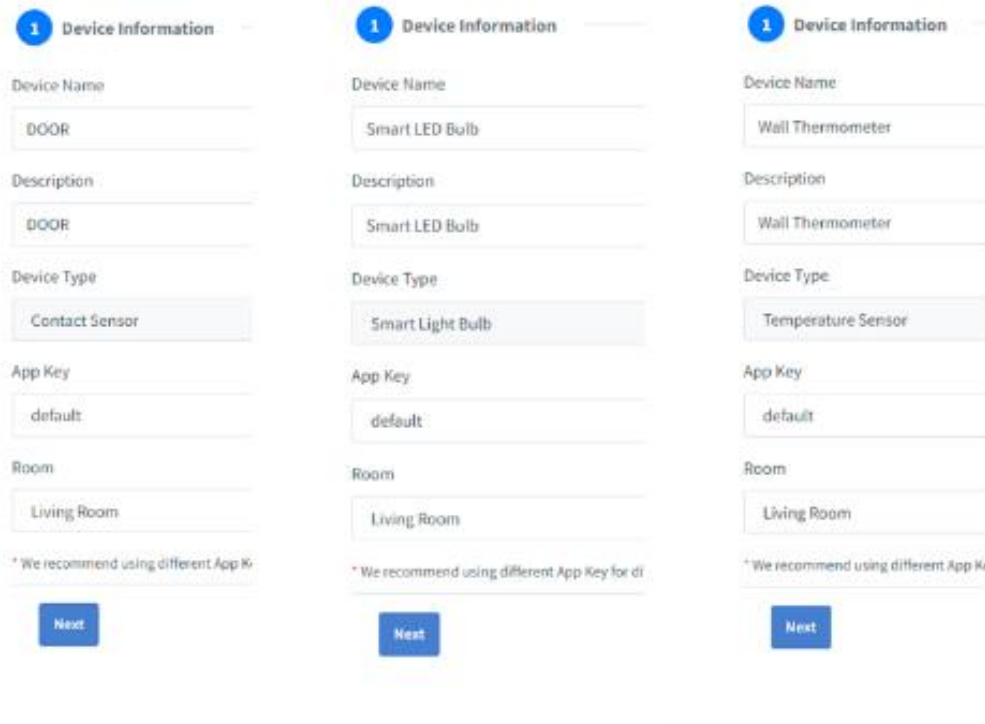 1 Device Information
Device Name
DOOR
Description
DOOR
Device Type
Contact Sensor
App Key
default
Room
Living Room
* We recommend using different App
Next
1 Device Information
Device Name
Smart LED Bulb
Description
Smart LED Bulb
Device Type
Smart Light Bulb
App Key
default
Room
Living Room
* We recommend using different App Key for di
Next
1 Device Information
Device Name
Wall Thermometer
Description
Wall Thermometer
Device Type
Temperature Sensor
App Key
default
Room
Living Room
* We recommend using different App
Next